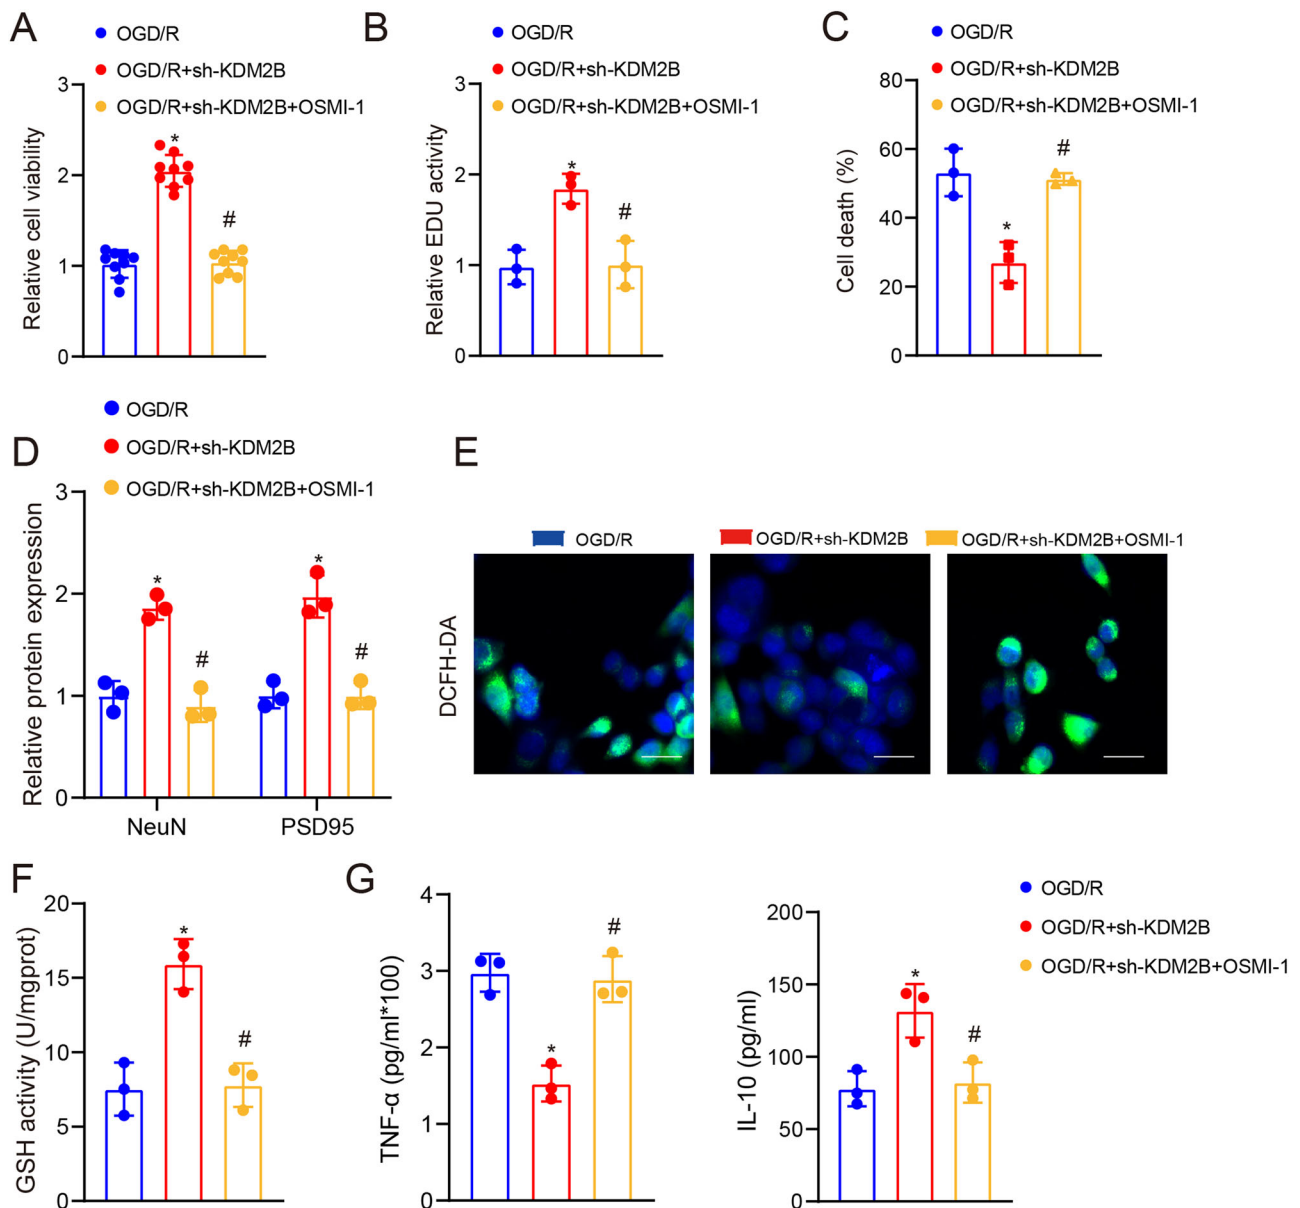 A
OGD/R
OGD/R+sh-KDM2B
OGD/R+sh-KDM2B+OSMI-1
Relative cell viability
3
2
1
0
*
#
B
OGD/R
OGD/R+sh-KDM2B
OGD/R+sh-KDM2B+OSMI-1
Relative EDU activity
3
2
1
0
*
#
C
OGD/R
OGD/R+sh-KDM2B
OGD/R+sh-KDM2B+OSMI-1
Cell death (%)
80
60
40
20
0
*
#
D
OGD/R
OGD/R+sh-KDM2B
OGD/R+sh-KDM2B+OSMI-1
Relative protein expression
3
2
1
0
*
#
*
#
NeuN
PSD95
E
OGD/R
OGD/R+sh-KDM2B
OGD/R+sh-KDM2B+OSMI-1
DCFH-DA
F
GSH activity (U/mgprot)
20
15
10
5
0
*
#
G
TNF-α (pg/ml*100)
4
3
2
1
0
*
#
IL-10 (pg/ml)
200
150
100
50
0
*
#
OGD/R
OGD/R+sh-KDM2B
OGD/R+sh-KDM2B+OSMI-1